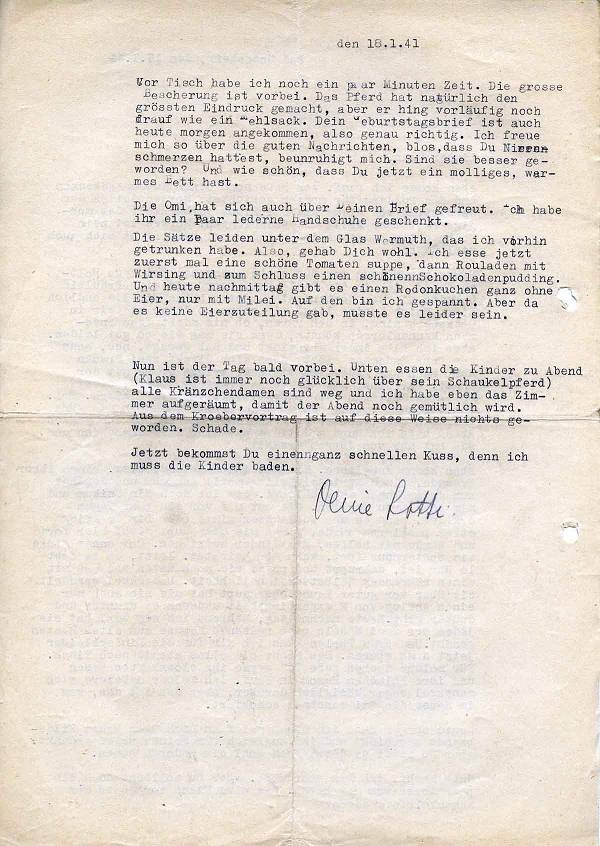 den 18.1.41
Vor Tisch habe ich noch ein paar Minuten Zeit. Die grosse
Bescherung ist vorbei. Das Pferd hat natürlich den
grössten Eindruck gemacht, aber er hing vorläufig noch
drauf wie ein Mehlsack. Dein Geburtstagsbrief ist auch
heute morgen angekommen, also genau richtig. Ich freue
mich so über die guten Nachrichten, blos,dass Du Nieren
schmerzen hattest, beunruhigt mich. Sind sie besser ge-
worden? Und wie schön, dass Du jetzt ein molliges, war-
mes Bett hast.
Die Omi,hat sich auch über Deinen Brief gefreut. Ich habe
ihr ein paar lederne Handschuhe geschenkt.
Die Sätze leiden unter dem Glas Wermuth, das ich vorhin
getrunken habe. Also, gehab Dich wohl. Ich esse jetzt
zuerst mal eine schöne Tomaten suppe, dann Rouladen mit
Wirsing und zum Schluss einen schönennSchokoladenpudding.
Und heute nachmittag gibt es einen Rodonkuchen ganz ohne
Eier, nur mit Milei. Auf den bin ich gespannt. Aber da
es keine Eierzuteilung gab, musste es leider sein.
Nun ist der Tag bald vorbei. Unten essen die Kinder zu Abend
(Klaus ist immer noch glücklich über sein Schaukelpferd)
alle Kränzchendamen sind weg und ich habe eben das Zim-
mer aufgeräumt, damit der Abend noch gemütlich wird.
Aus dem Kroebervortrag ist auf diese Weise nichts ge-
worden. Schade.
Jetzt bekommst Du einennganz schnellen Kuss, denn ich
muss die Kinder baden.
Deine Lotti.